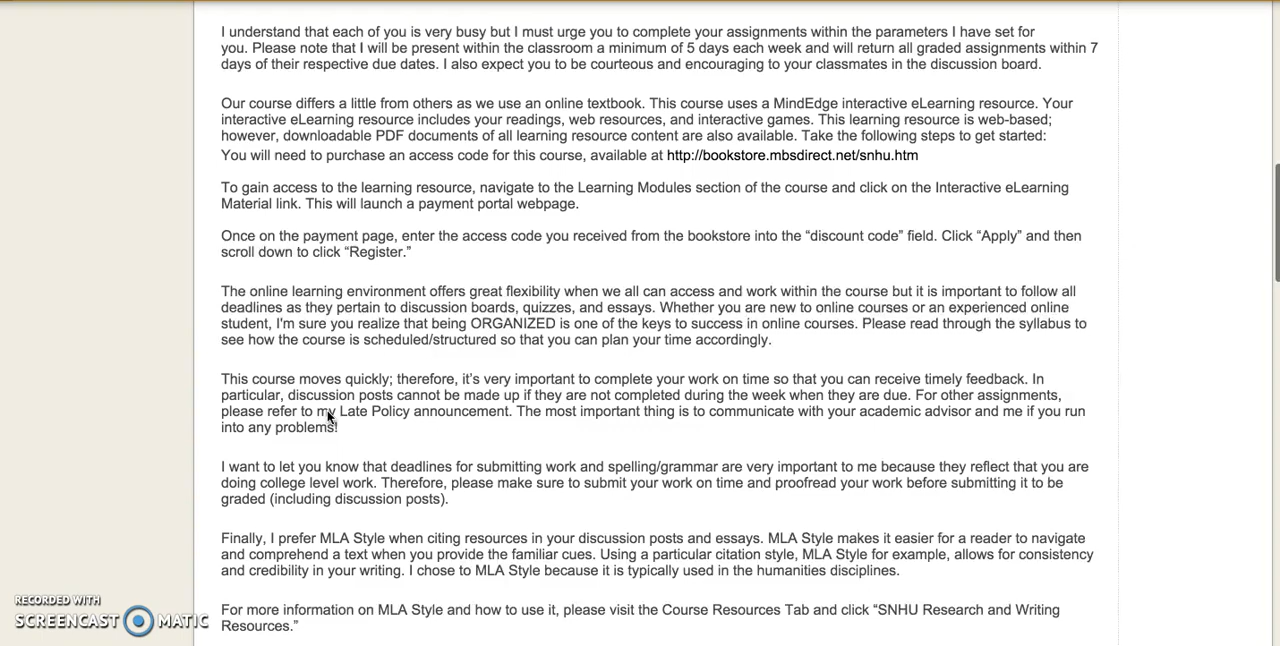 I understand that each of you is very busy but I must urge you to complete your assignments within the parameters I have set for
you. Please note that I will be present within the classroom a minimum of 5 days each week and will return all graded assignments within 7
days of their respective due dates. I also expect you to be courteous and encouraging to your classmates in the discussion board.
Our course differs a little from others as we use an online textbook. This course uses a MindEdge interactive eLearning resource. Your
interactive eLearning resource includes your readings, web resources, and interactive games. This learning resource is web-based;
however, downloadable PDF documents of all learning resource content are also available. Take the following steps to get started:
You will need to purchase an access code for this course, available at http://bookstore.mbsdirect.net/snhu.htm
To gain access to the learning resource, navigate to the Learning Modules section of the course and click on the Interactive eLearning
Material link. This will launch a payment portal webpage.
Once on the payment page, enter the access code you received from the bookstore into the “discount code” field. Click “Apply” and then
scroll down to click “Register.”
The online learning environment offers great flexibility when we all can access and work within the course but it is important to follow all
deadlines as they pertain to discussion boards, quizzes, and essays. Whether you are new to online courses or an experienced online
student, I'm sure you realize that being ORGANIZED is one of the keys to success in online courses. Please read through the syllabus to
see how the course is scheduled/structured so that you can plan your time accordingly.
This course moves quickly; therefore, it’s very important to complete your work on time so that you can receive timely feedback. In
particular, discussion posts cannot be made up if they are not completed during the week when they are due. For other assignments,
please refer to my Late Policy announcement. The most important thing is to communicate with your academic advisor and me if you run
into any problems!
I want to let you know that deadlines for submitting work and spelling/grammar are very important to me because they reflect that you are
doing college level work. Therefore, please make sure to submit your work on time and proofread your work before submitting it to be
graded (including discussion posts).
Finally, I prefer MLA Style when citing resources in your discussion posts and essays. MLA Style makes it easier for a reader to navigate
and comprehend a text when you provide the familiar cues. Using a particular citation style, MLA Style for example, allows for consistency
and credibility in your writing. I chose to MLA Style because it is typically used in the humanities disciplines.
For more information on MLA Style and how to use it, please visit the Course Resources Tab and click “SNHU Research and Writing
Resources.”
RECORDED WITH
SCREENCAST MATIC